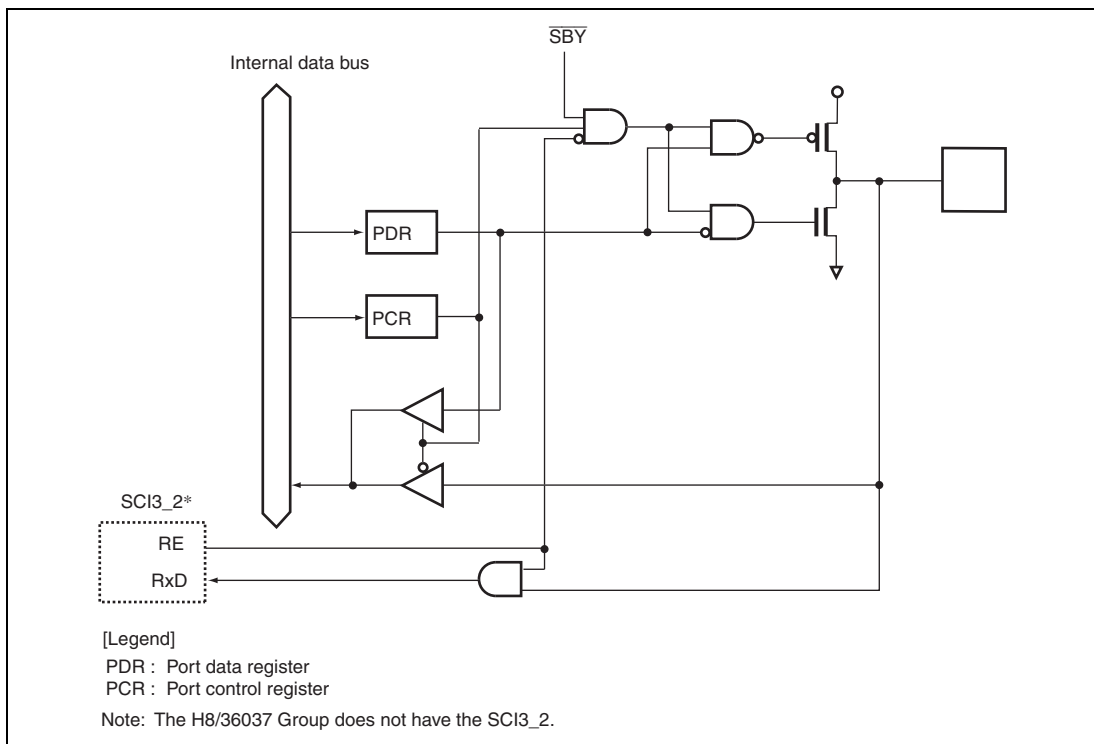 SBY
Internal data bus
PDR
PCR
SCI3_2*
RE
RxD
[Legend]
PDR : Port data register
PCR : Port control register
Note: The H8/36037 Group does not have the SCI3_2.